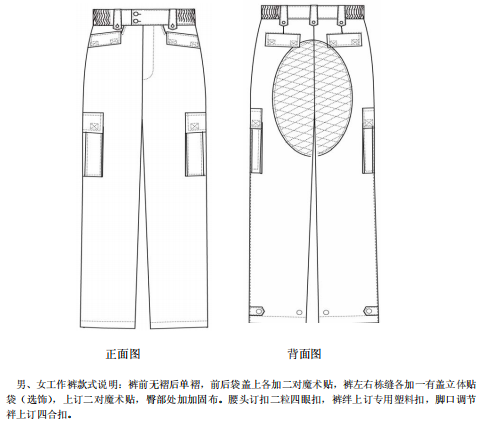 正面图
背面图
男、女工作裤款式说明：裤前无褶后单褶，前后袋盖上各加二对魔术贴，裤左右栋缝各加一有盖立体贴
袋（选饰），上订二对魔术贴，臀部处加加固布。腰头订扣二粒四眼扣，裤绊上订专用塑料扣，脚口调节
袢上订四合扣。